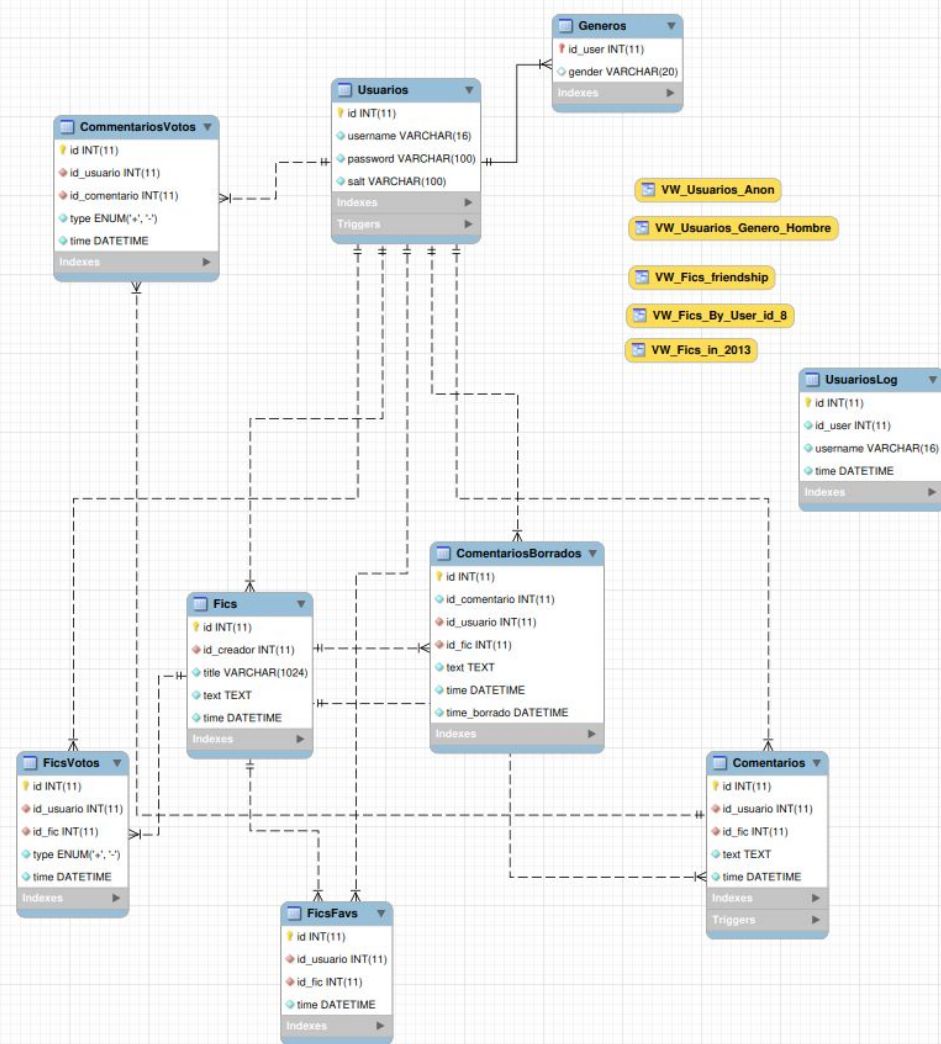 Generos
id_user INT(11)
gender VARCHAR(20)
Indexes
Usuarios
id INT(11)
username VARCHAR(16)
password VARCHAR(100)
salt VARCHAR(100)
Indexes
Triggers
CommentariosVotos
id INT(11)
id_usuario INT(11)
id_comentario INT(11)
type ENUM('+', '-')
time DATETIME
Indexes
VW_Usuarios_Anon
VW_Usuarios_Genero_Hombre
VW_Fics_friendship
VW_Fics_By_User_id_8
VW_Fics_in_2013
UsuariosLog
id INT(11)
id_user INT(11)
username VARCHAR(16)
time DATETIME
Indexes
ComentariosBorrados
id INT(11)
id_comentario INT(11)
id_usuario INT(11)
id_fic INT(11)
text TEXT
time DATETIME
time_borrado DATETIME
Indexes
Fics
id INT(11)
id_creador INT(11)
title VARCHAR(1024)
text TEXT
time DATETIME
Indexes
FicsVotos
id INT(11)
id_usuario INT(11)
id_fic INT(11)
type ENUM('+', '-')
time DATETIME
Indexes
Comentarios
id INT(11)
id_usuario INT(11)
id_fic INT(11)
text TEXT
time DATETIME
Indexes
Triggers
FicsFavs
id INT(11)
id_usuario INT(11)
id_fic INT(11)
time DATETIME
Indexes